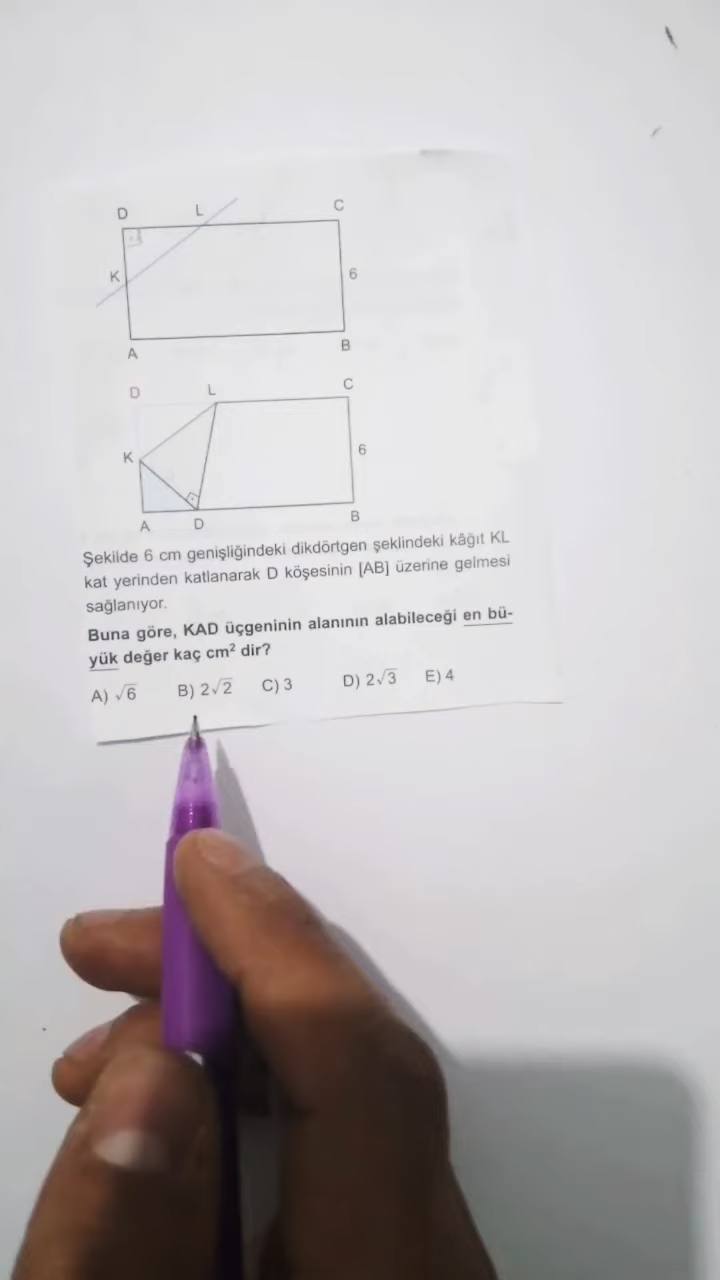 D L C
K 6
A B
D L C
K 6
A D B
Şekilde 6 cm genişliğindeki dikdörtgen şeklindeki kâğıt KL
kat yerinden katlanarak D köşesinin [AB] üzerine gelmesi
sağlanıyor.
Buna göre, KAD üçgeninin alanının alabileceği en bü-
yük değer kaç cm² dir?
A) √6 B) 2√2 C) 3 D) 2√3 E) 4